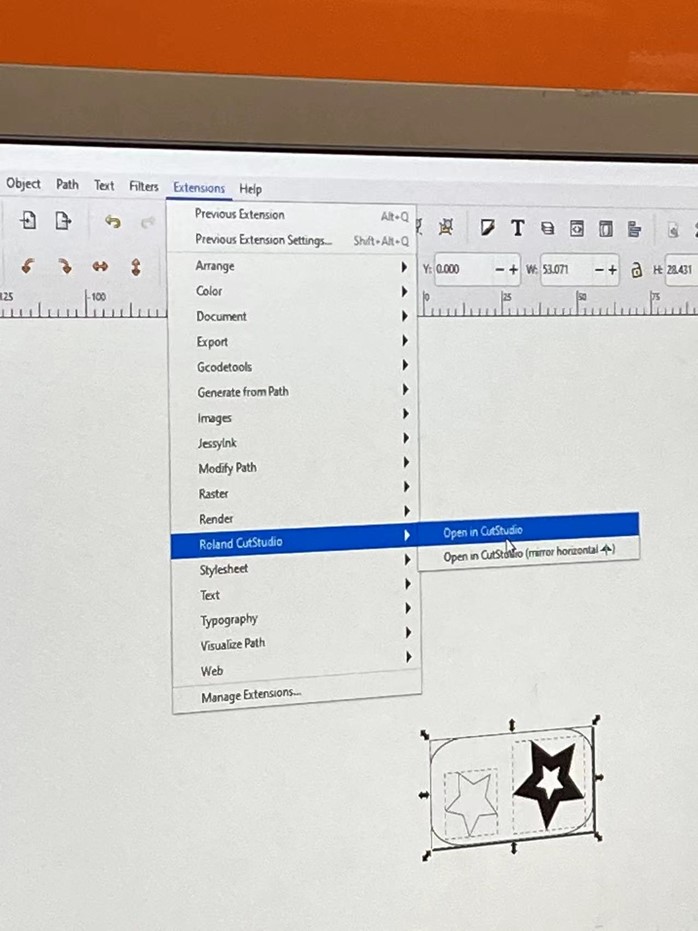 Object Path Text Filters Extensions Help
Previous Extension Alt+Q
Previous Extension Settings... Shift+Alt+Q
Arrange
Y: 0.000 - + W: 53.071 - + H: 28.431
Color
125 -100 0 25 50 75
Document
Export
Gcodetools
Generate from Path
Images
JessyInk
Modify Path
Raster
Render
Roland CutStudio
Open in CutStudio
Open in CutStudio (mirror horizontal)
Stylesheet
Text
Typography
Visualize Path
Web
Manage Extensions...